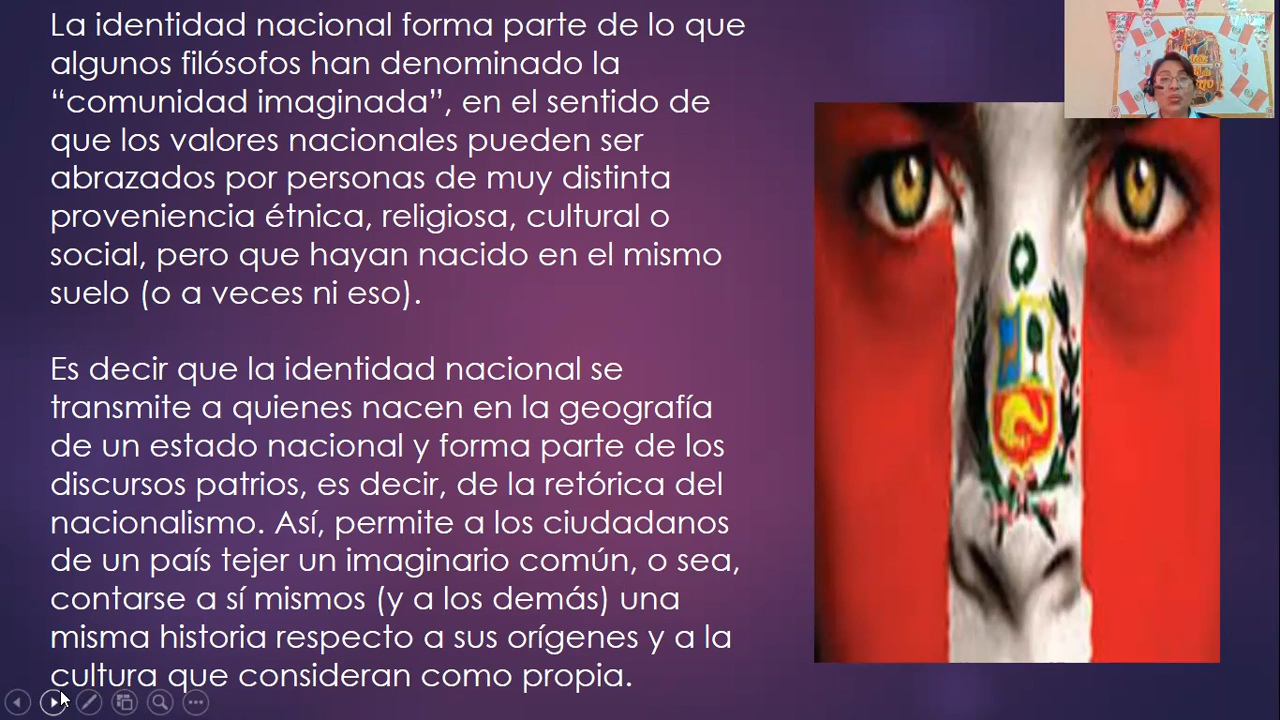 La identidad nacional forma parte de lo que
algunos filósofos han denominado la
“comunidad imaginada”, en el sentido de
que los valores nacionales pueden ser
abrazados por personas de muy distinta
proveniencia étnica, religiosa, cultural o
social, pero que hayan nacido en el mismo
suelo (o a veces ni eso).
Es decir que la identidad nacional se
transmite a quienes nacen en la geografía
de un estado nacional y forma parte de los
discursos patrios, es decir, de la retórica del
nacionalismo. Así, permite a los ciudadanos
de un país tejer un imaginario común, o sea,
contarse a sí mismos (y a los demás) una
misma historia respecto a sus orígenes y a la
cultura que consideran como propia.